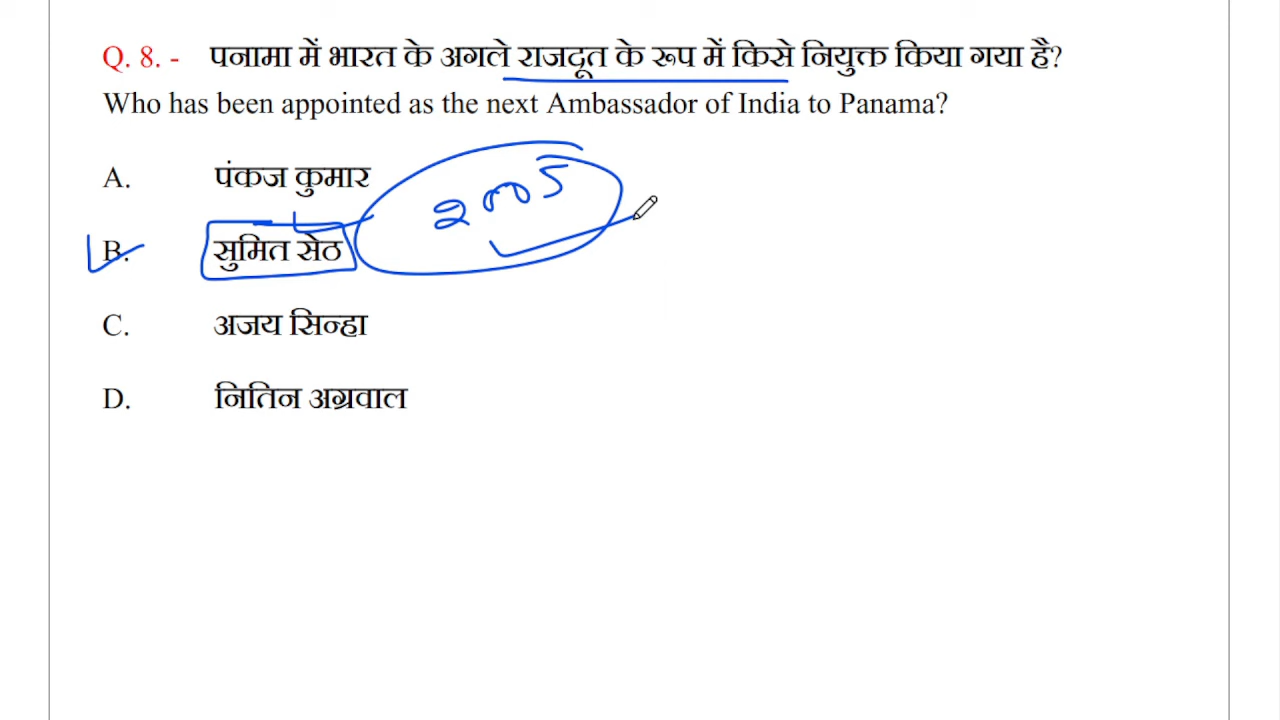 Q. 8. - पनामा में भारत के अगले राजदूत के रूप में किसे नियुक्त किया गया है?
Who has been appointed as the next Ambassador of India to Panama?
A. पंकज कुमार
2005
B. सुमित सेठ
C. अजय सिन्हा
D. नितिन अग्रवाल